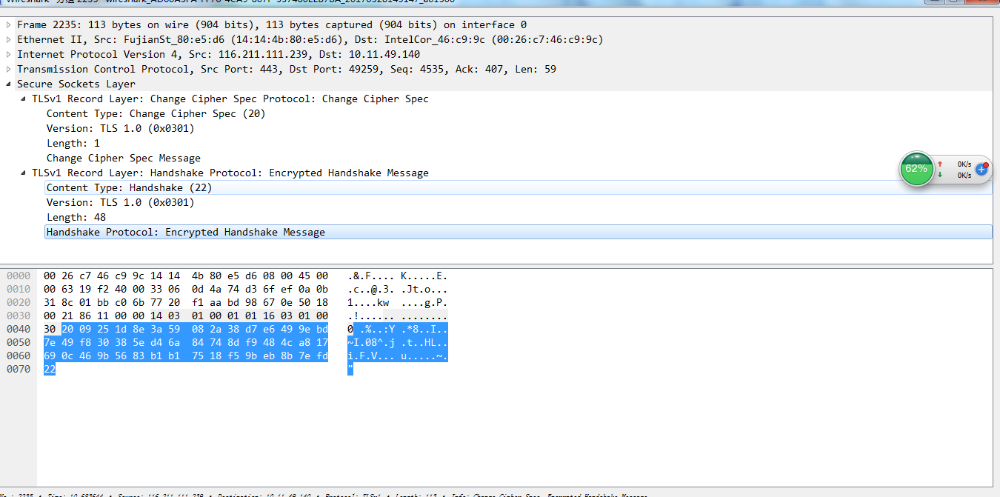 Frame 2235: 113 bytes on wire (904 bits), 113 bytes captured (904 bits) on interface 0
Ethernet II, Src: FujianSt_80:e5:d6 (14:14:4b:80:e5:d6), Dst: IntelCor_46:c9:9c (00:26:c7:46:c9:9c)
Internet Protocol Version 4, Src: 116.211.111.239, Dst: 10.11.49.140
Transmission Control Protocol, Src Port: 443, Dst Port: 49259, Seq: 4535, Ack: 407, Len: 59
Secure Sockets Layer
TLSv1 Record Layer: Change Cipher Spec Protocol: Change Cipher Spec
Content Type: Change Cipher Spec (20)
Version: TLS 1.0 (0x0301)
Length: 1
Change Cipher Spec Message
TLSv1 Record Layer: Handshake Protocol: Encrypted Handshake Message
Content Type: Handshake (22)
Version: TLS 1.0 (0x0301)
Length: 48
Handshake Protocol: Encrypted Handshake Message
62%
0K/s
0K/s
0000 00 26 c7 46 c9 9c 14 14 4b 80 e5 d6 08 00 45 00 .&.F.... K.....E.
0010 00 63 19 f2 40 00 33 06 0d 4a 74 d3 6f ef 0a 0b .c..@.3. .Jt.o...
0020 31 8c 01 bb c0 6b 77 20 f1 aa bd 98 67 0e 50 18 1....kw ....g.P.
0030 00 21 86 11 00 00 14 03 01 00 01 01 16 03 01 00 .!...... ........
0040 30 20 09 25 1d 8e 3a 59 08 2a 38 d7 e6 49 9e bd 0 .%..:Y .*8..I..
0050 7e 49 f8 30 38 5e d4 6a 84 74 8d f9 48 4c a8 17 ~I.08^.j .t..HL..
0060 69 0c 46 9b 56 83 b1 b1 75 18 f5 9b eb 8b 7e fd i.F.V... u.....~.
0070 22 "